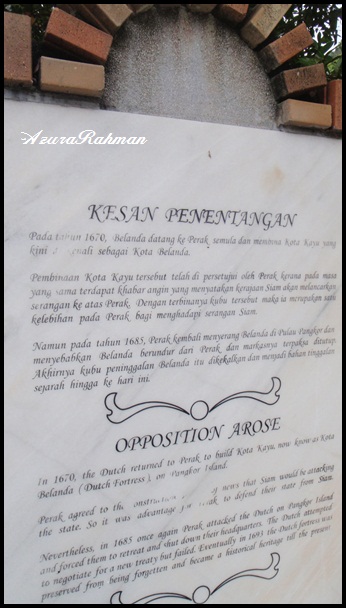 AzuraRahman
KESAN PENENTANGAN
Pada tahun 1670, Belanda datang ke Perak semula dan membina Kota Kayu yang
kini di kenali sebagai Kota Belanda.
Pembinaan Kota Kayu tersebut telah di persetujui oleh Perak kerana pada masa
yang sama terdapat khabar angin yang menyatakan kerajaan Siam akan melancarkan
serangan ke atas Perak. Dengan terbinanya kubu tersebut maka ia merupakan satu
kelebihan pada Perak bagi menghadapi serangan Siam.
Namun pada tahun 1685, Perak kembali menyerang Belanda di Pulau Pangkor dan
menyebabkan Belanda berundur dari Perak dan markasnya terpaksa ditutup.
Akhirnya kubu peninggalan Belanda itu dikekalkan dan menjadi bahan tinggalan
sejarah hingga ke hari ini.
OPPOSITION AROSE
In 1670, the Dutch returned to Perak to build Kota Kayu, now know as Kota
Belanda (Dutch Fortress), on Pangkor Island.
Perak agreed to the construction news that Siam would be attacking
the state. So it was advantage for Perak to defend their state from Siam.
Nevertheless, in 1685 once again Perak attacked the Dutch on Pangkor Island
and forced them to retreat and shut down their headquarters. The Dutch attempted
to negotiate for a new treaty but failed. Eventually in 1693 the Dutch fortress was
preserved from being forgotten and became a historical heritage till the present
day.